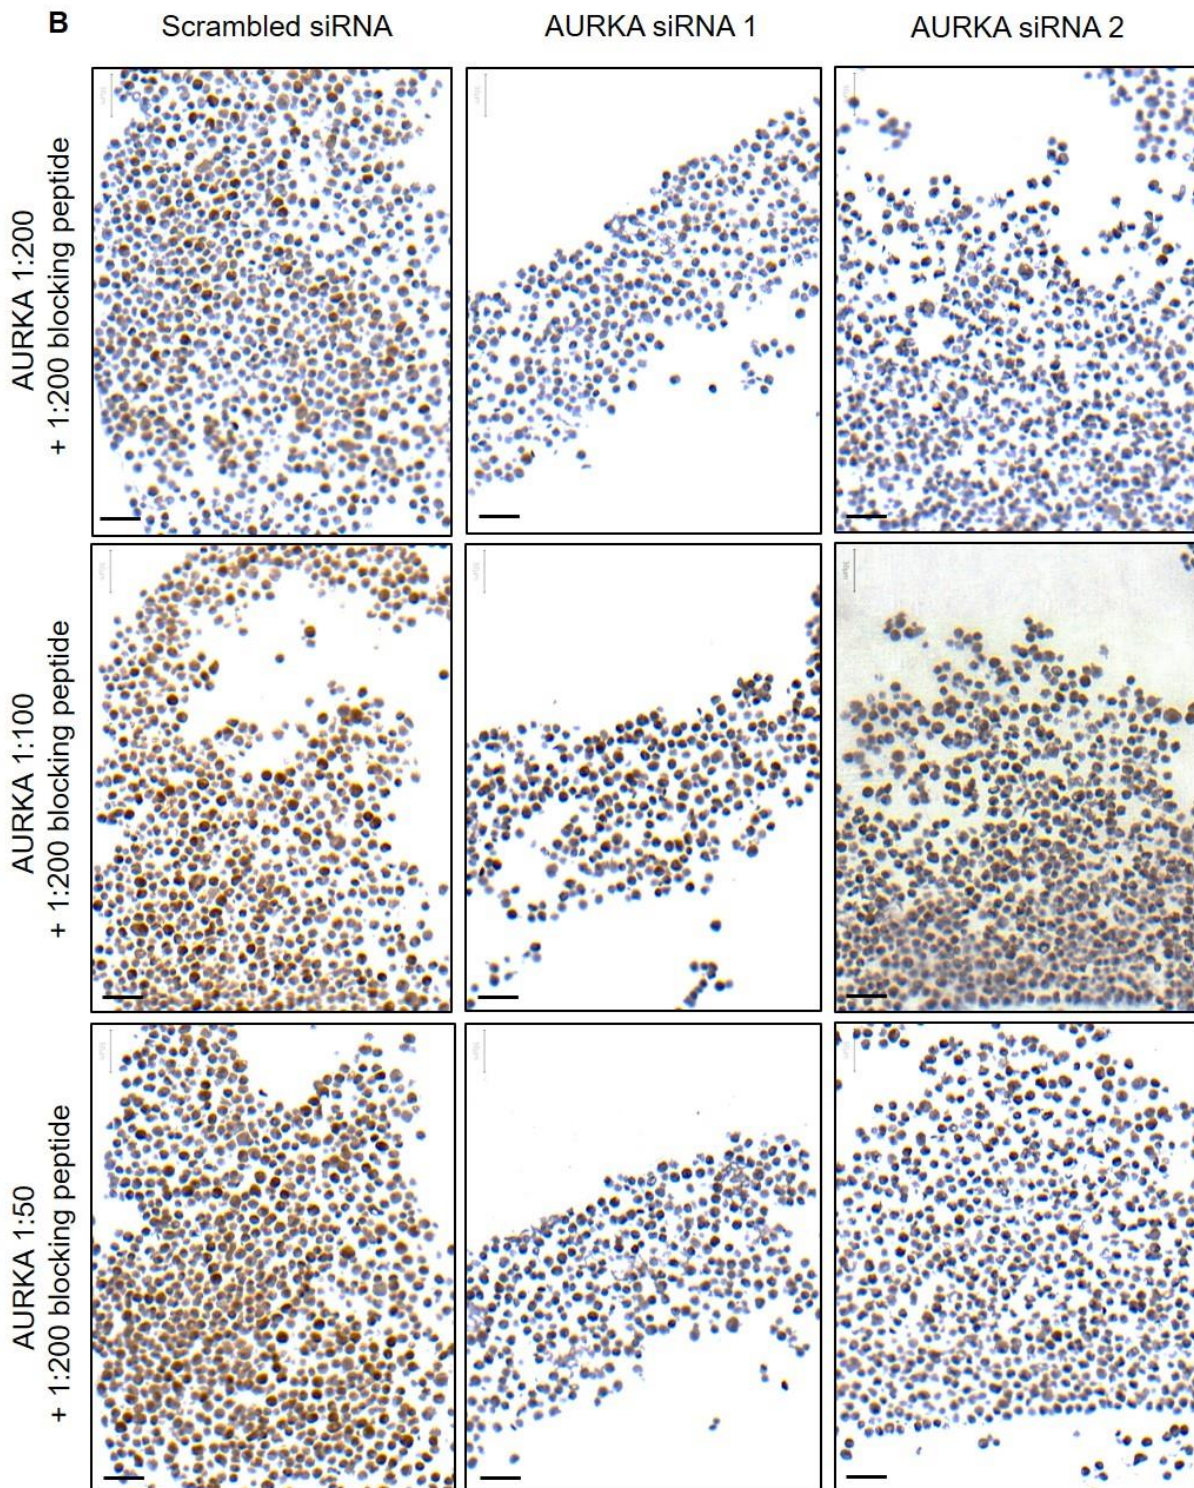 B
Scrambled siRNA
AURKA siRNA 1
AURKA siRNA 2
AURKA 1:200
+ 1:200 blocking peptide
AURKA 1:100
+ 1:200 blocking peptide
AURKA 1:50
+ 1:200 blocking peptide